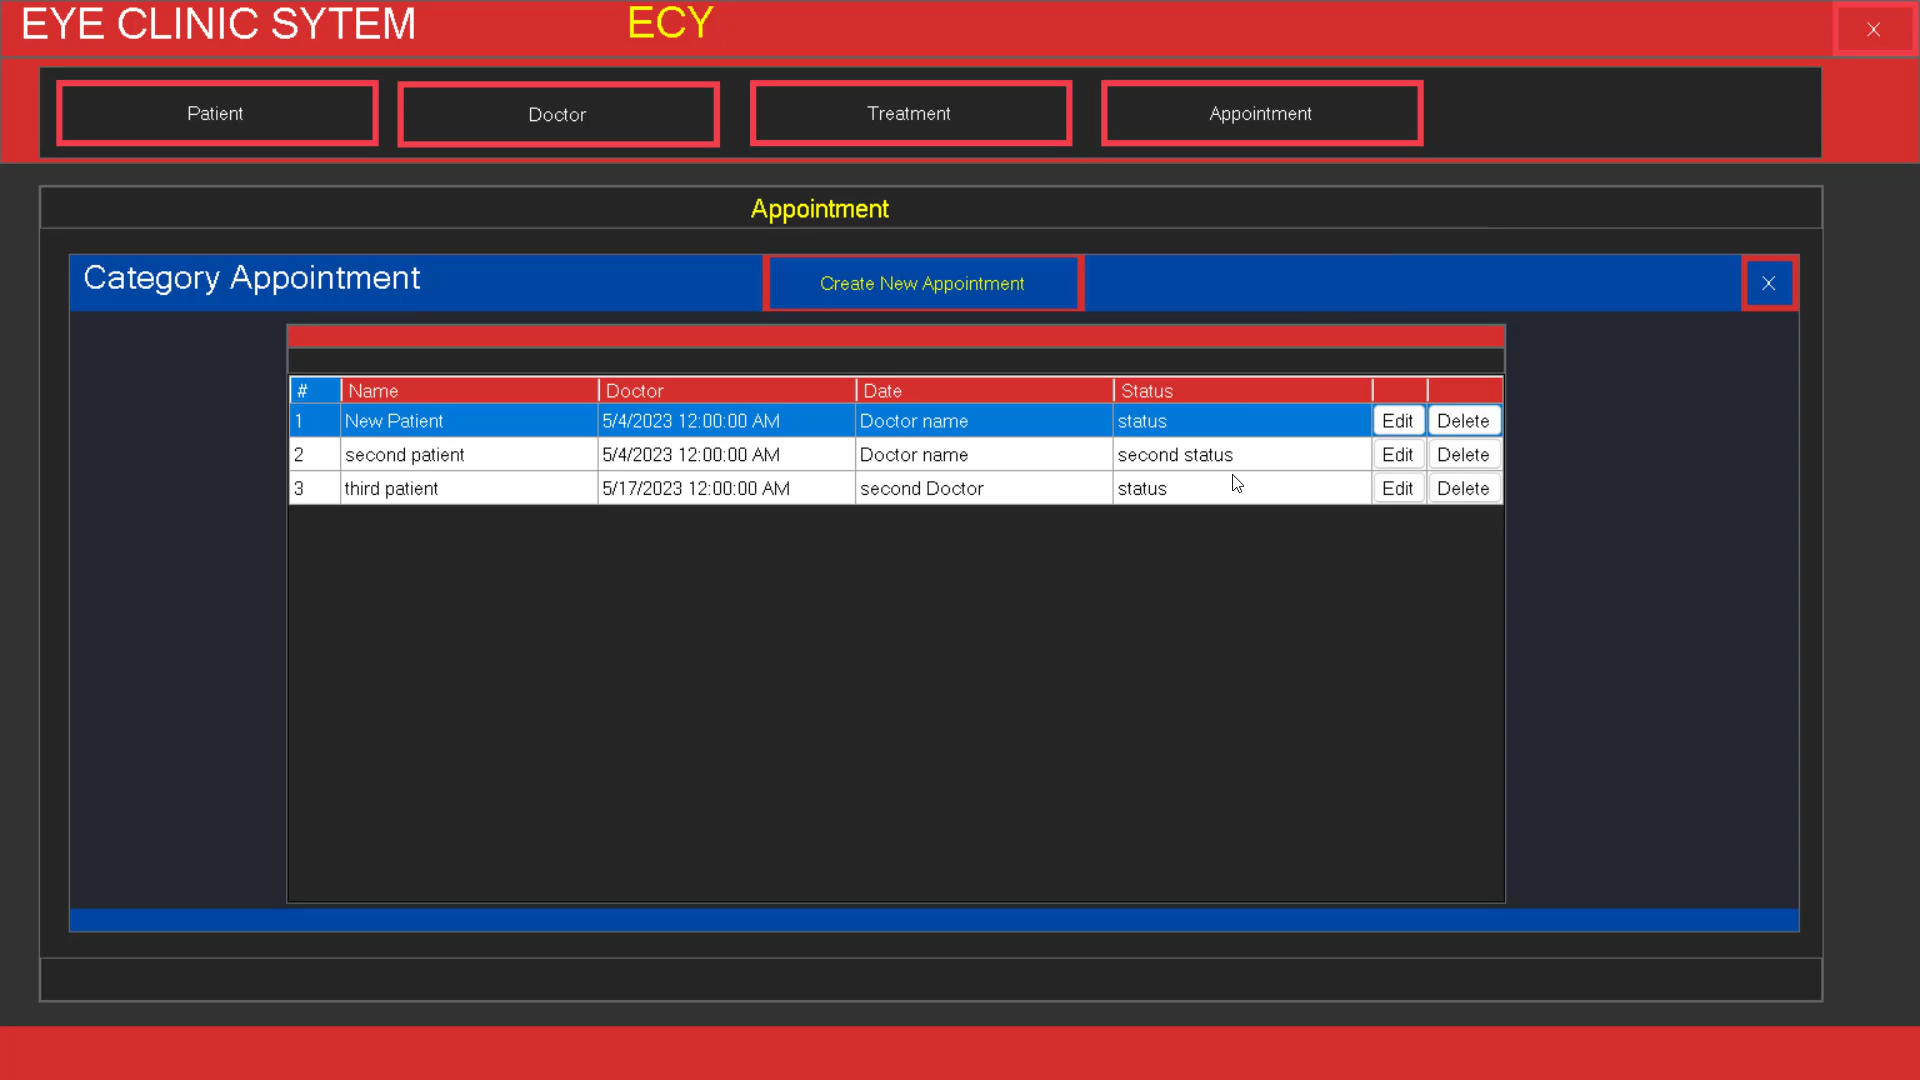 EYE CLINIC SYTEM ECY X
Patient Doctor Treatment Appointment
Appointment
Category Appointment Create New Appointment X
# Name Doctor Date Status
1 New Patient 5/4/2023 12:00:00 AM Doctor name status Edit Delete
2 second patient 5/4/2023 12:00:00 AM Doctor name second status Edit Delete
3 third patient 5/17/2023 12:00:00 AM second Doctor status Edit Delete